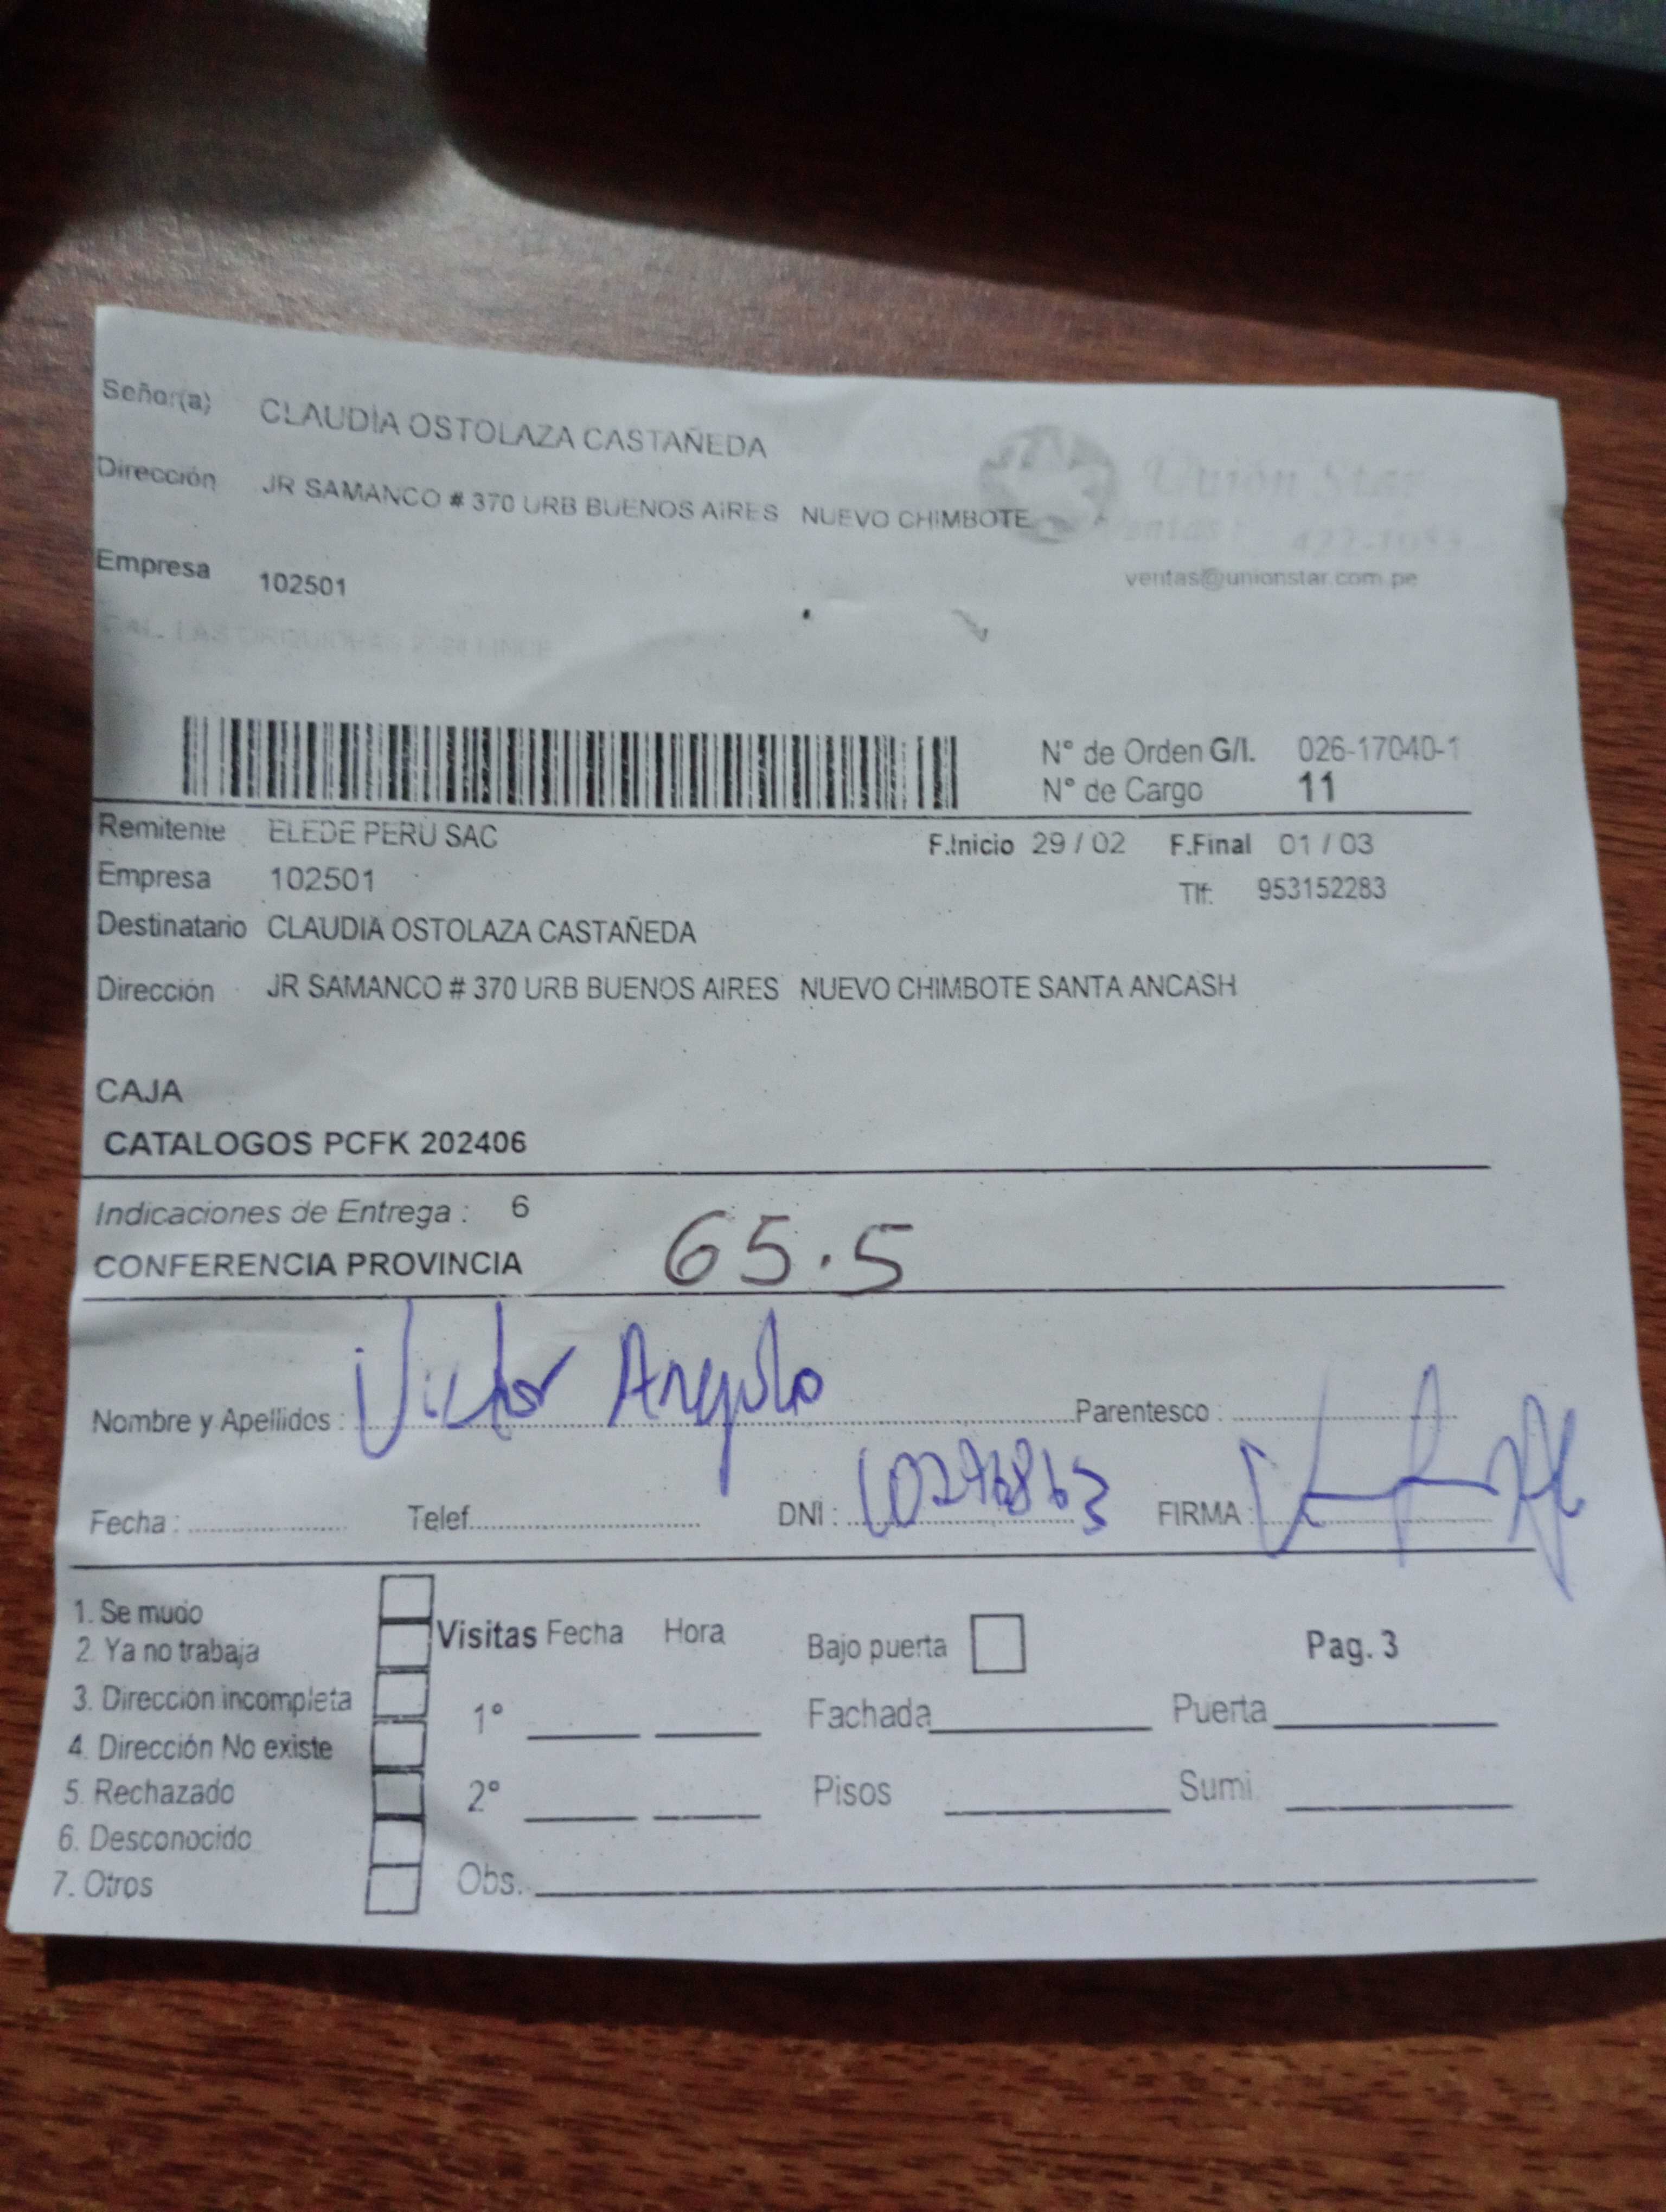 Señor(a) CLAUDIA OSTOLAZA CASTAÑEDA
Dirección JR SAMANCO # 370 URB BUENOS AIRES NUEVO CHIMBOTE
Unión Star
Ventas:
ventas@unionstar.com.pe
Empresa 102501
N° de Orden G/I. 026-17040-1
N° de Cargo 11
Remitente ELEDE PERU SAC
F.Inicio 29 / 02 F.Final 01 / 03
Empresa 102501
Tlf: 953152283
Destinatario CLAUDIA OSTOLAZA CASTAÑEDA
Dirección JR SAMANCO # 370 URB BUENOS AIRES NUEVO CHIMBOTE SANTA ANCASH
CAJA
CATALOGOS PCFK 202406
Indicaciones de Entrega : 6
CONFERENCIA PROVINCIA 65.5
Nombre y Apellidos : Victor Angulo Parentesco :
Fecha : Telef. DNI : FIRMA :
1. Se mudo
2. Ya no trabaja
3. Dirección incompleta
4. Dirección No existe
5. Rechazado
6. Desconocido
7. Otros
Visitas Fecha Hora
1°
2°
Obs.
Bajo puerta Pag. 3
Fachada Puerta
Pisos Sumi.